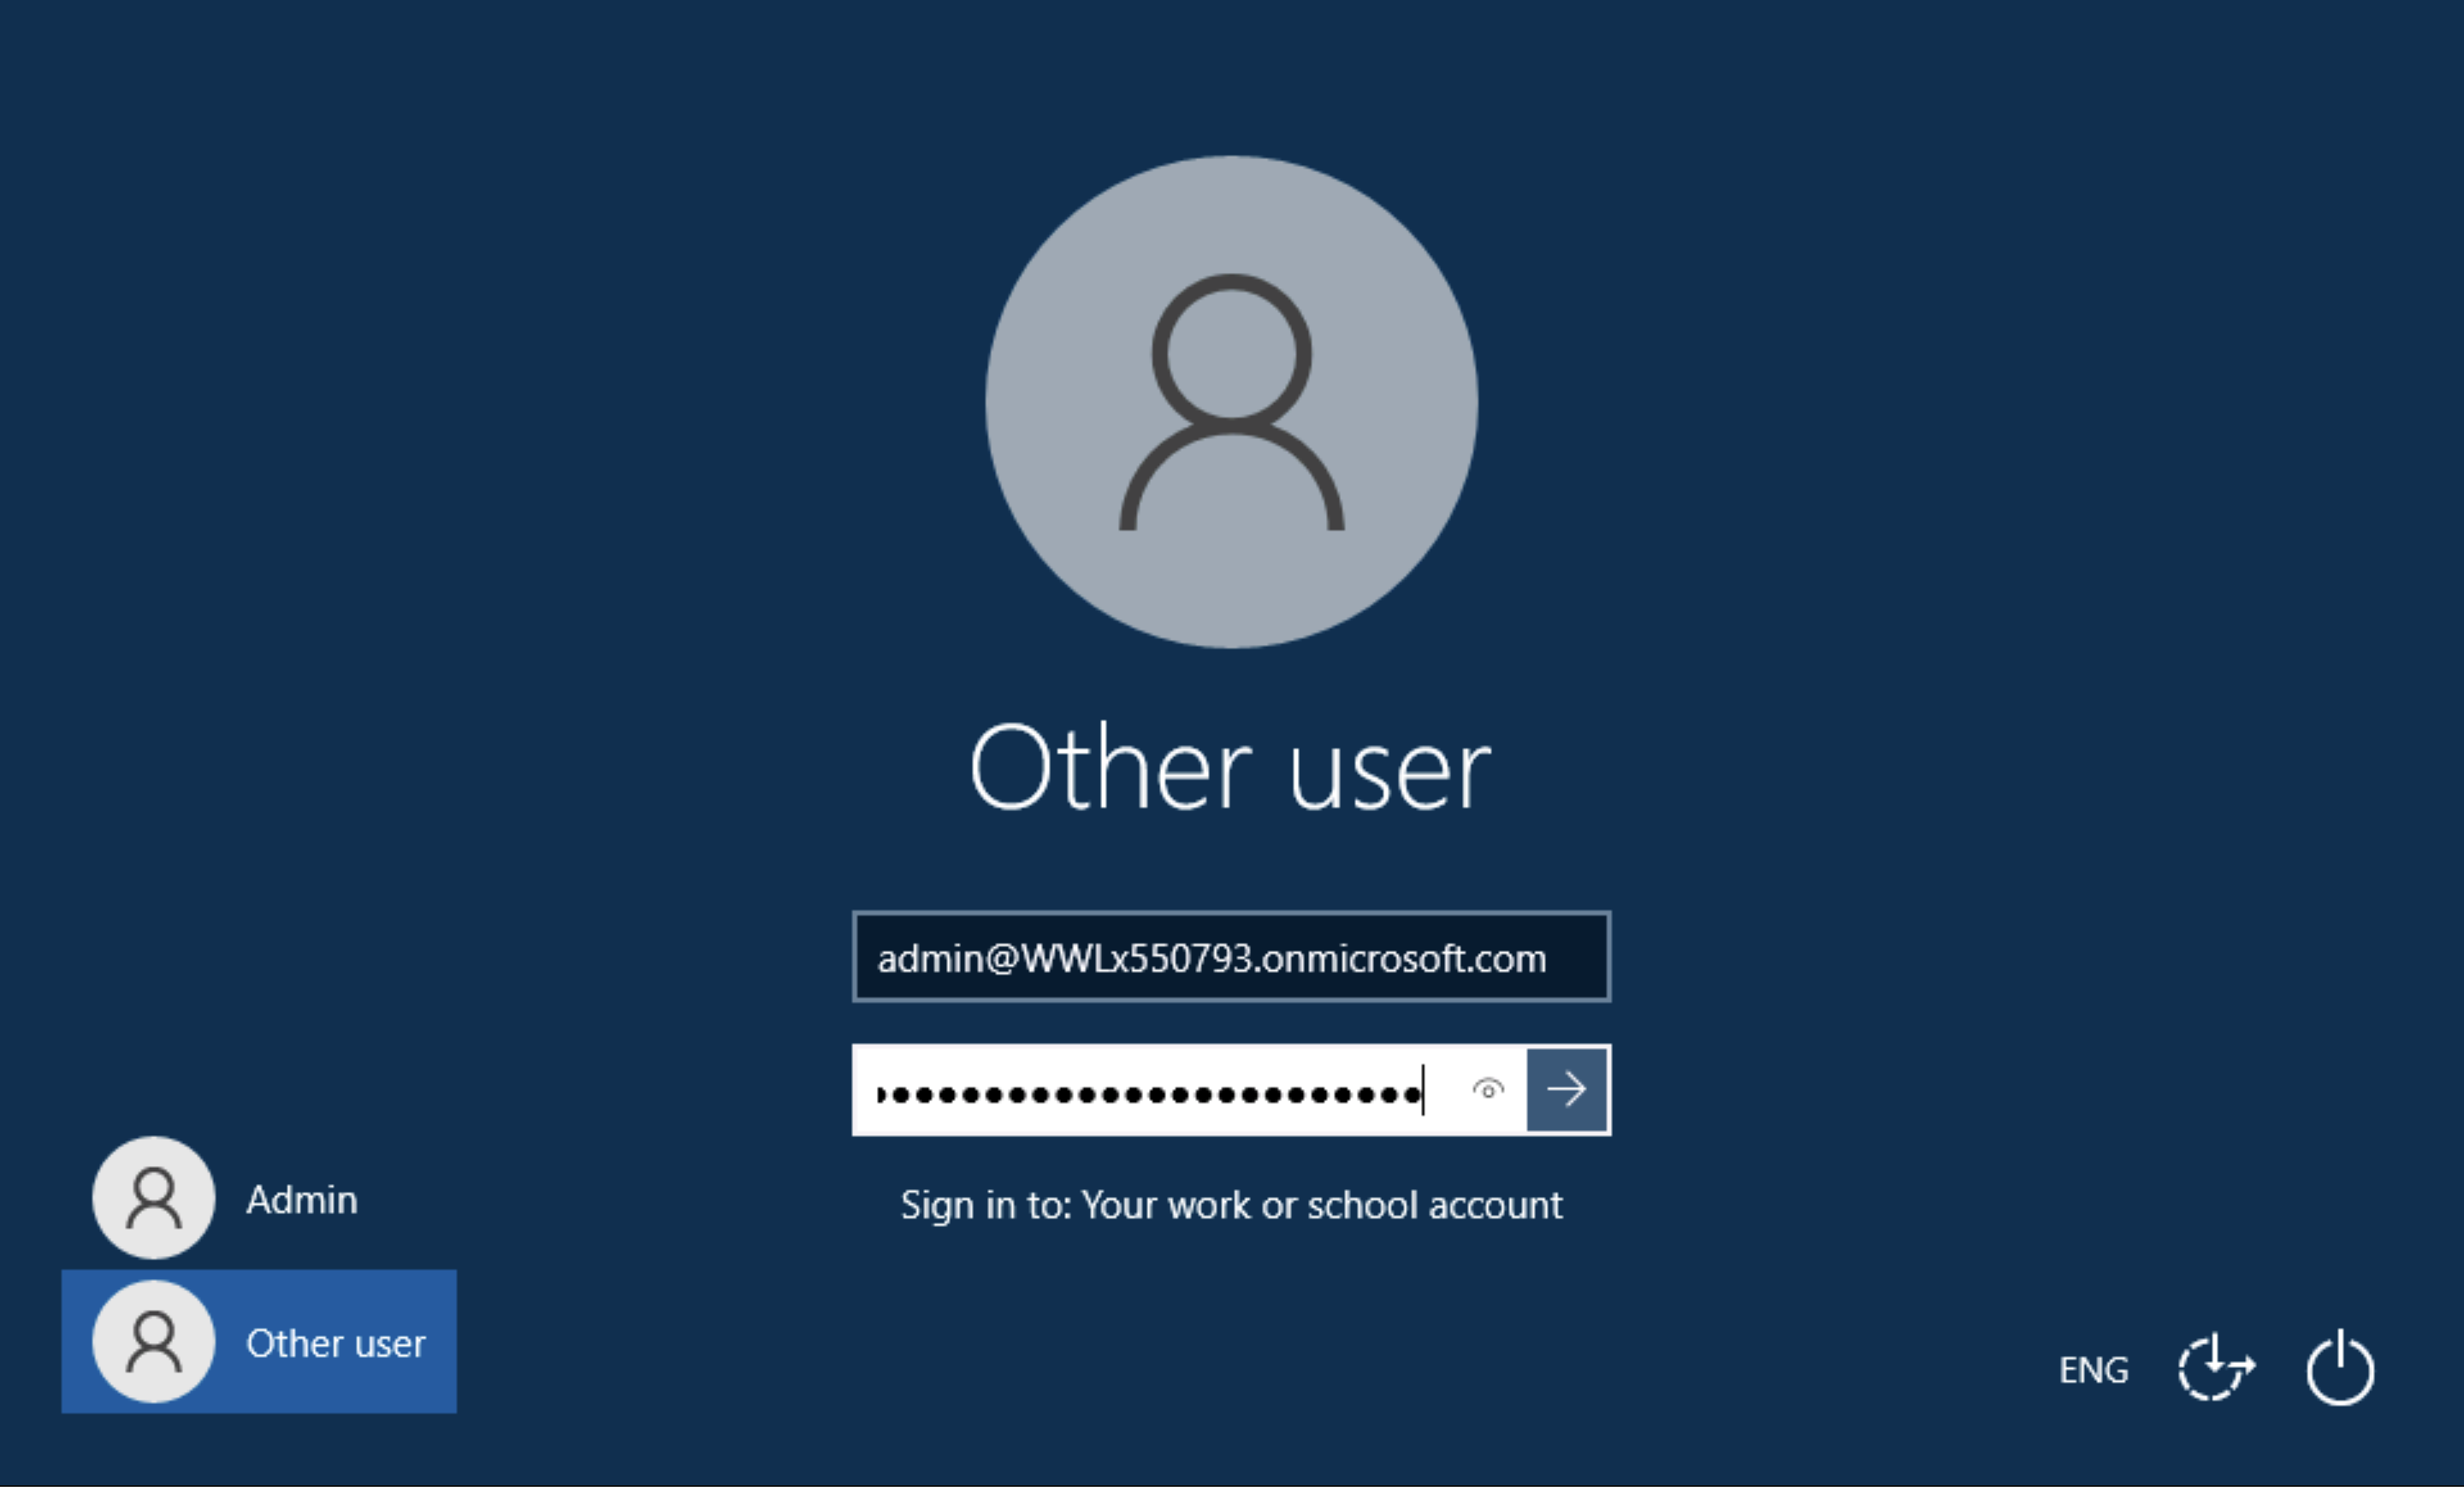 Other user
admin@WWLx550793.onmicrosoft.com
Sign in to: Your work or school account
Admin
Other user
ENG